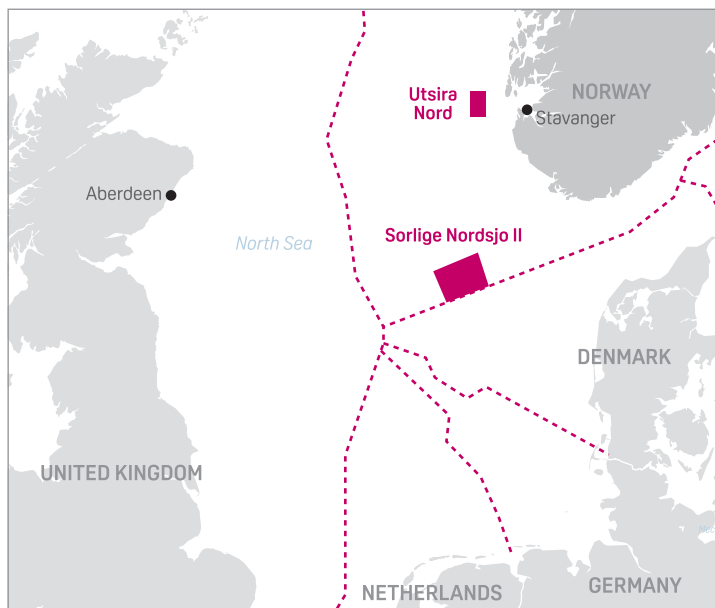 Utsira
Nord
NORWAY
Stavanger
Aberdeen
North Sea
Sorlige Nordsjo II
DENMARK
UNITED KINGDOM
NETHERLANDS
GERMANY